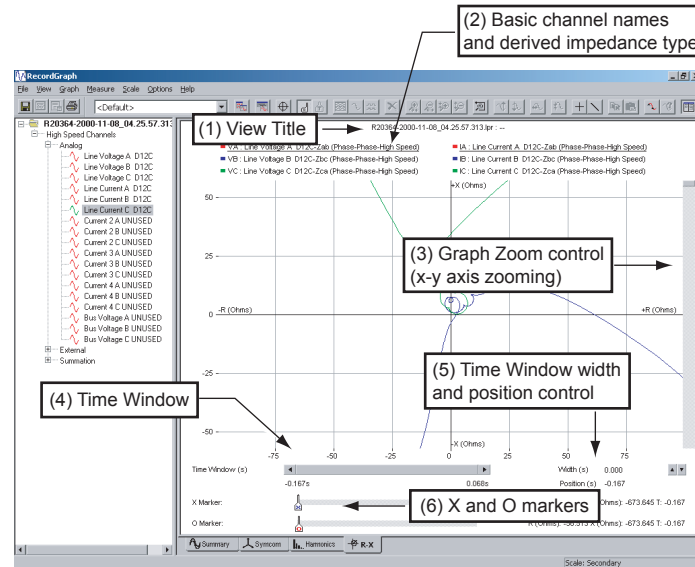 (2) Basic channel names
and derived impedance type
RecordGraph
File View Graph Measure Scale Options Help
<Default>
R20364-2000-11-08_04.25.57.313
High Speed Channels
Analog
Line Voltage A D12C
Line Voltage B D12C
Line Voltage C D12C
Line Current A D12C
Line Current B D12C
Line Current C D12C
Current 2 A UNUSED
Current 2 B UNUSED
Current 2 C UNUSED
Current 3 A UNUSED
Current 3 B UNUSED
Current 3 C UNUSED
Current 4 A UNUSED
Current 4 B UNUSED
Current 4 C UNUSED
Bus Voltage A UNUSED
Bus Voltage B UNUSED
Bus Voltage C UNUSED
External
Summation
(1) View Title
R20364-2000-11-08_04.25.57.313.lpr : --
VA : Line Voltage A D12C-Zab (Phase-Phase-High Speed)
IA : Line Current A D12C-Zab (Phase-Phase-High Speed)
VB : Line Voltage B D12C-Zbc (Phase-Phase-High Speed)
IB : Line Current B D12C-Zbc (Phase-Phase-High Speed)
VC : Line Voltage C D12C-Zca (Phase-Phase-High Speed)
IC : Line Current C D12C-Zca (Phase-Phase-High Speed)
+X (Ohms)
50
25
(3) Graph Zoom control
(x-y axis zooming)
-R (Ohms)
+R (Ohms)
0
-25
(5) Time Window width
and position control
(4) Time Window
-50
-X (Ohms)
-75 -50 -25 0 25 50 75
Time Window (s)
Width (s) 0.000
-0.167s 0.068s
Position (s) -0.167
X Marker:
X
(6) X and O markers
Ohms): -673.645 T: -0.167
O Marker:
O
(Ohms): -673.645 T: -0.167
Summary Symcom Harmonics R-X
Scale: Secondary